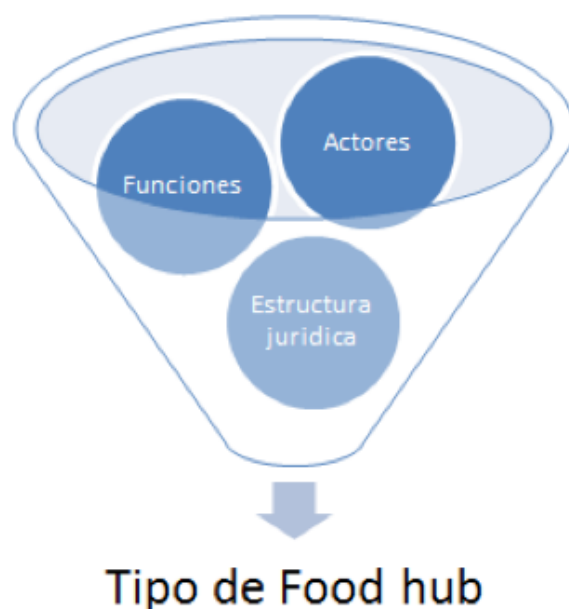 Actores
Funciones
Estructura
juridica
Tipo de Food hub